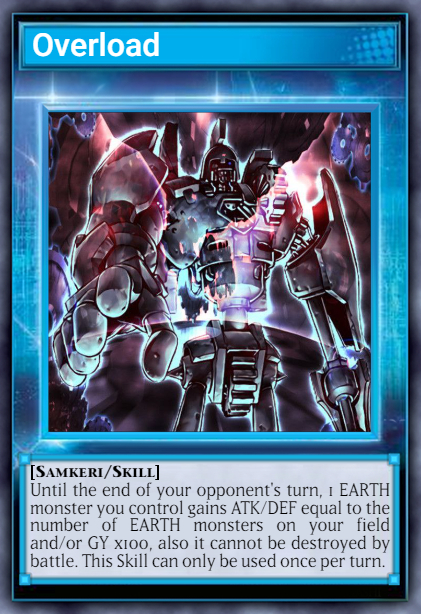 Overload
[Samkeri/Skill]
Until the end of your opponent's turn, 1 EARTH
monster you control gains ATK/DEF equal to the
number of EARTH monsters on your field
and/or GY x100, also it cannot be destroyed by
battle. This Skill can only be used once per turn.